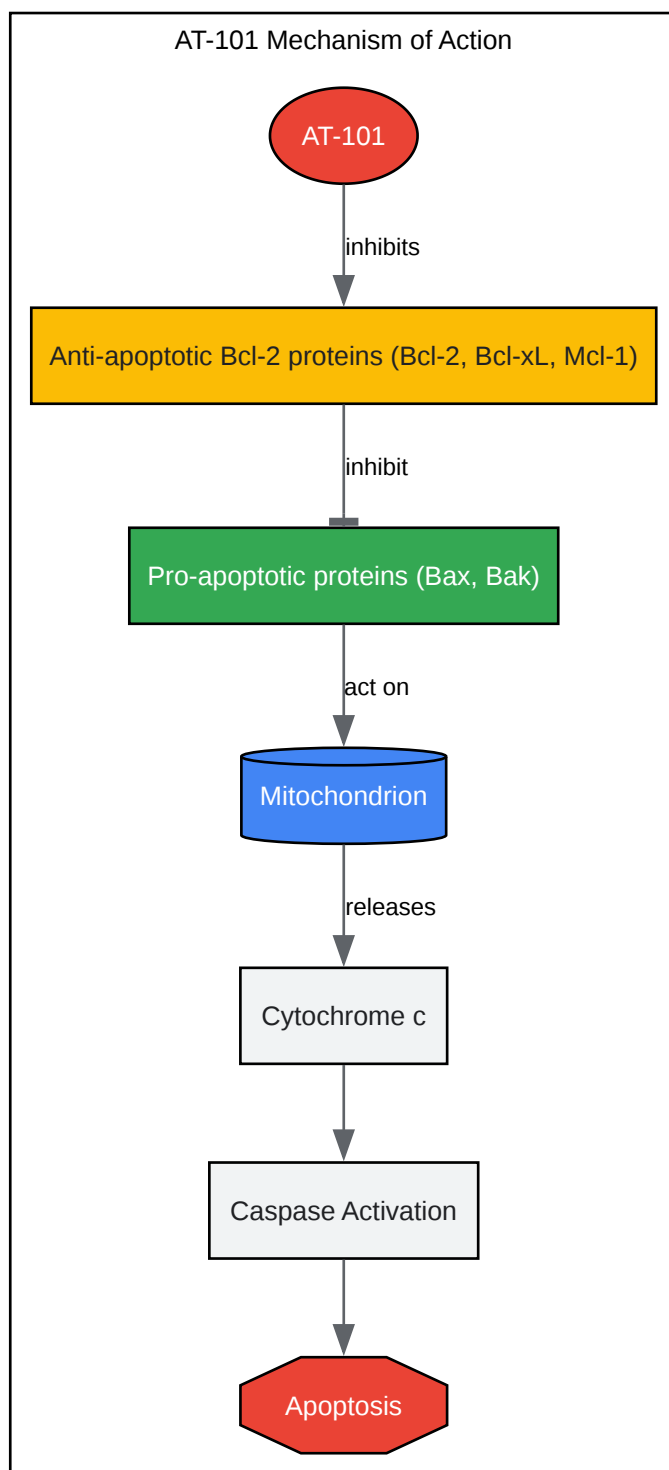 AT-101 Mechanism of Action
AT-101
inhibits
Anti-apoptotic Bcl-2 proteins (Bcl-2, Bcl-xL, Mcl-1)
inhibit
Pro-apoptotic proteins (Bax, Bak)
act on
Mitochondrion
releases
Cytochrome c
Caspase Activation
Apoptosis